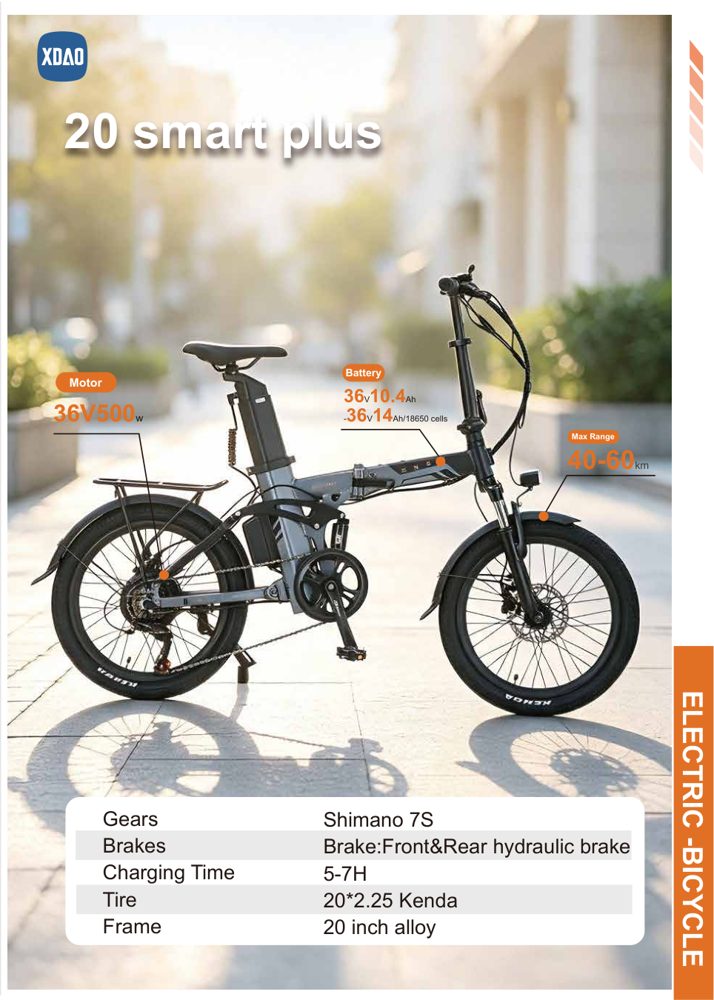 XDAO
20 smart plus
Motor
36V500w
Battery
36V10.4Ah
-36V14Ah/18650 cells
Max Range
40-60km
KENDA
KENDA
Gears Shimano 7S
Brakes Brake:Front&Rear hydraulic brake
Charging Time 5-7H
Tire 20*2.25 Kenda
Frame 20 inch alloy
ELECTRIC -BICYCLE